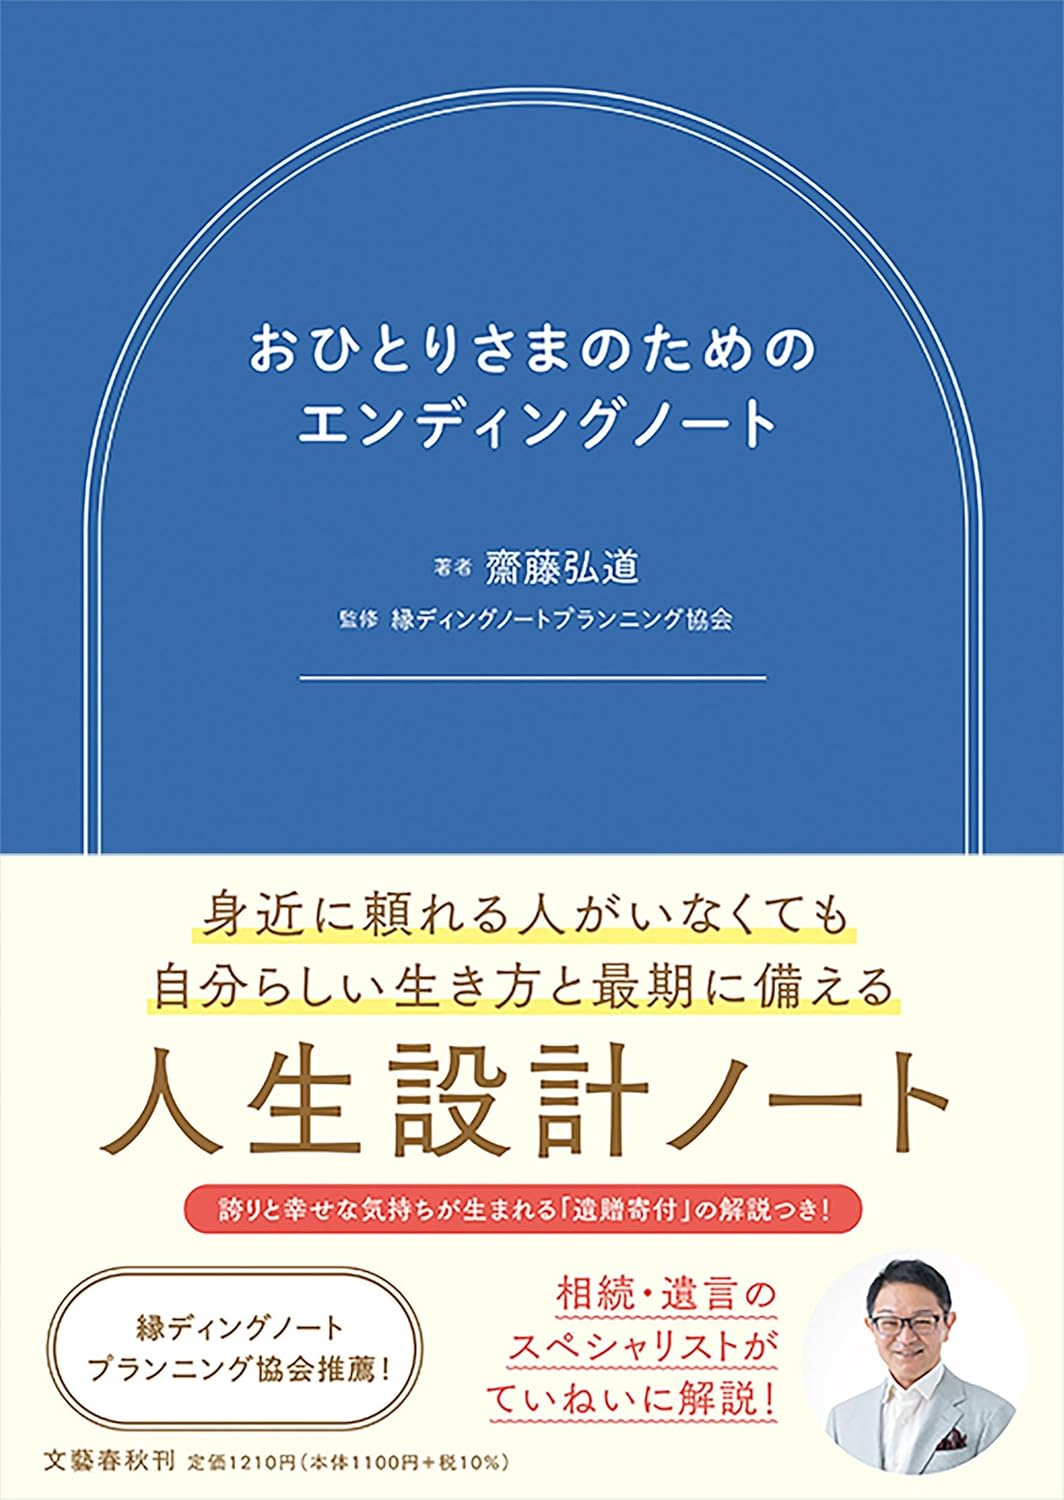 おひとりさまのための
エンディングノート
著者 齋藤弘道
監修 縁ディングノートプランニング協会
身近に頼れる人がいなくても
自分らしい生き方と最期に備える
人生設計ノート
誇りと幸せな気持ちが生まれる「遺贈寄付」の解説つき!
縁ディングノート
プランニング協会推薦!
相続・遺言の
スペシャリストが
ていねいに解説!
文藝春秋刊 定価1210円(本体1100円+税10%)